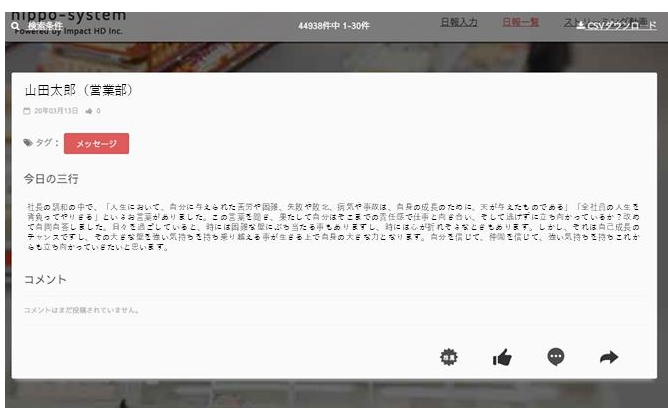 nippo-system
Powered by Impact HD Inc.
検索条件
44938件中 1-30件
日報入力
日報一覧
ストリーミング動画
CSVダウンロード
山田太郎（営業部）
20年03月13日 0
タグ： メッセージ
今日の三行
社長の訓和の中で、「人生において、自分に与えられた苦労や困難、失敗や敗北、病気や事故は、自身の成長のために、天が与えたものである」「全社員の人生を
背負ってやりきる」というお言葉がありました。この言葉を聞き、果たして自分はそこまでの責任感で仕事と向き合い、そして逃げずに立ち向かっているか？改め
て自問自答しました。日々を過ごしていると、時には困難な壁にぶち当たる事もありますし、時には心が折れそうなときもあります。しかし、それは自己成長の
チャンスですし、その大きな壁を強い気持ちを持ち乗り越える事が生きる上で自身の大きな力となります。自分を信じて、仲間を信じて、強い気持ちを持ちこれか
らも立ち向かっていきたいと思います。
コメント
コメントはまだ投稿されていません。